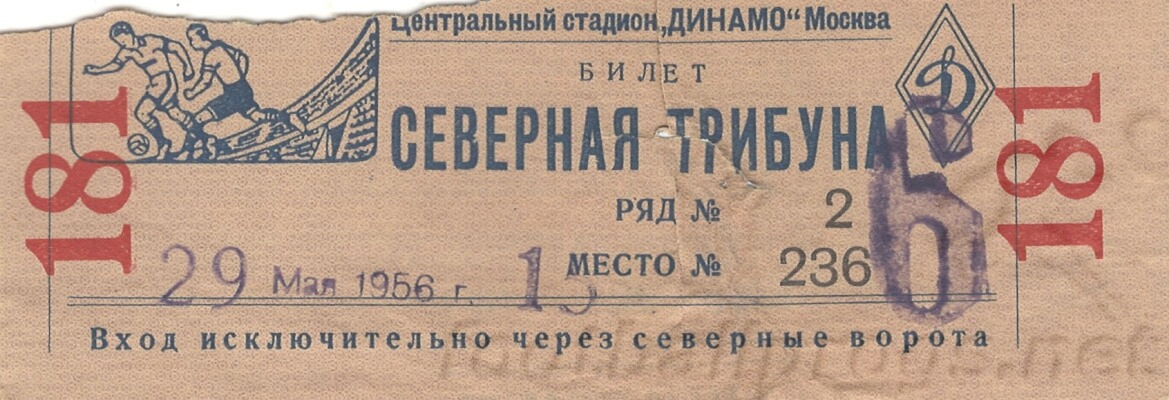 Центральный стадион „ДИНАМО“ Москва
БИЛЕТ
Д
СЕВЕРНАЯ ТРИБУНА
181
181
6
РЯД № 2
МЕСТО № 236
29 Мая 1956 г.
Вход исключительно через северные ворота